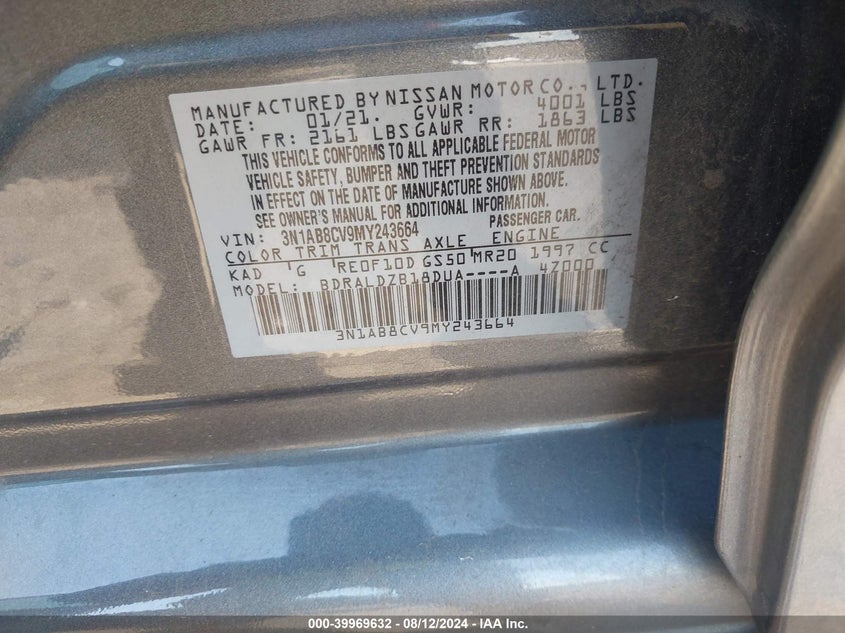 MANUFACTURED BY NISSAN MOTOR CO., LTD.
DATE: 01/21. GVWR: 4001 LBS
GAWR FR: 2161 LBS GAWR RR: 1863 LBS
THIS VEHICLE CONFORMS TO ALL APPLICABLE FEDERAL MOTOR
VEHICLE SAFETY, BUMPER AND THEFT PREVENTION STANDARDS
IN EFFECT ON THE DATE OF MANUFACTURE SHOWN ABOVE.
SEE OWNER'S MANUAL FOR ADDITIONAL INFORMATION.
VIN: 3N1AB8CV9MY243664 PASSENGER CAR.
COLOR TRIM TRANS AXLE ENGINE
KAD G RE0F10D GS50 MR20 1997 CC
MODEL: BDRALDZB18DUA----A 4Z000
3N1AB8CV9MY243664
000-39969632 - 08/12/2024 - IAA Inc.